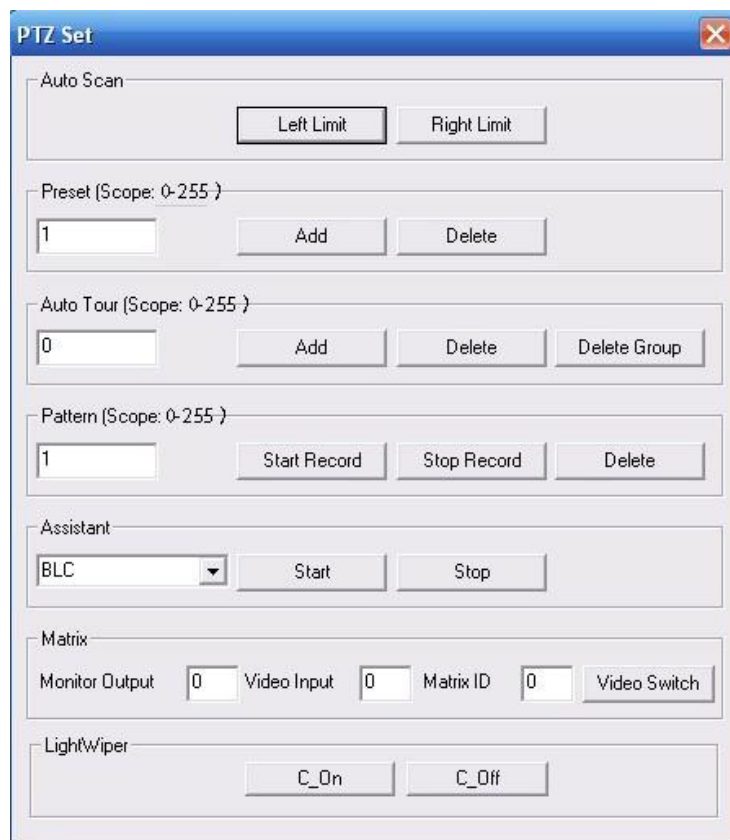 PTZ Set
Auto Scan
Left Limit Right Limit
Preset (Scope: 0-255 )
1 Add Delete
Auto Tour (Scope: 0-255 )
0 Add Delete Delete Group
Pattern (Scope: 0-255 )
1 Start Record Stop Record Delete
Assistant
BLC Start Stop
Matrix
Monitor Output 0 Video Input 0 Matrix ID 0 Video Switch
LightWiper
C_On C_Off